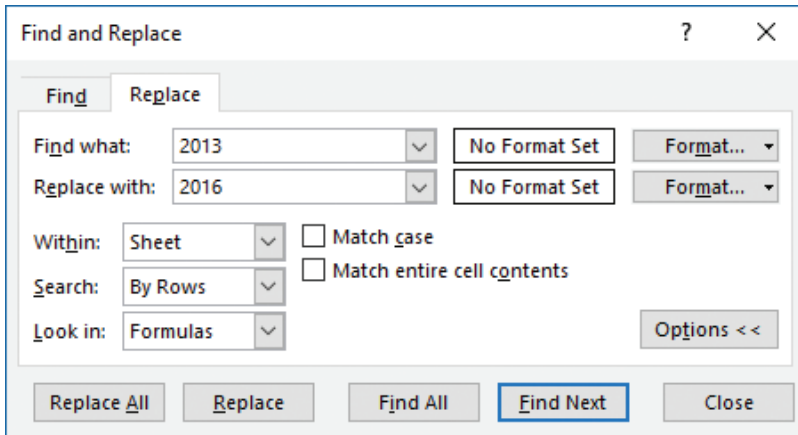 Find and Replace ?
Find Replace
Find what: 2013 No Format Set Format...
Replace with: 2016 No Format Set Format...
Within: Sheet Match case
Match entire cell contents
Search: By Rows
Look in: Formulas Options <<
Replace All Replace Find All Find Next Close